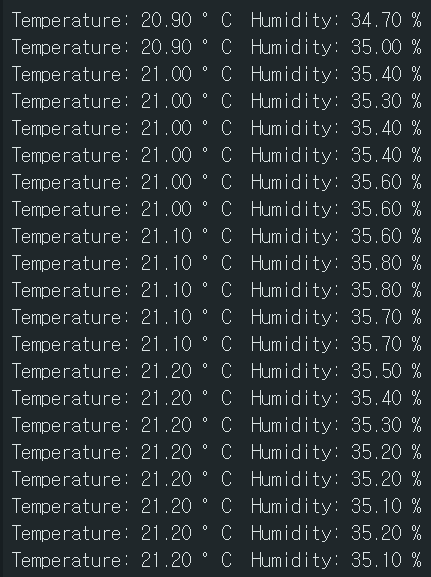 Temperature: 20.90 ° C  Humidity: 34.70 %
Temperature: 20.90 ° C  Humidity: 35.00 %
Temperature: 21.00 ° C  Humidity: 35.40 %
Temperature: 21.00 ° C  Humidity: 35.30 %
Temperature: 21.00 ° C  Humidity: 35.40 %
Temperature: 21.00 ° C  Humidity: 35.40 %
Temperature: 21.00 ° C  Humidity: 35.60 %
Temperature: 21.00 ° C  Humidity: 35.60 %
Temperature: 21.10 ° C  Humidity: 35.60 %
Temperature: 21.10 ° C  Humidity: 35.80 %
Temperature: 21.10 ° C  Humidity: 35.80 %
Temperature: 21.10 ° C  Humidity: 35.70 %
Temperature: 21.10 ° C  Humidity: 35.70 %
Temperature: 21.20 ° C  Humidity: 35.50 %
Temperature: 21.20 ° C  Humidity: 35.40 %
Temperature: 21.20 ° C  Humidity: 35.30 %
Temperature: 21.20 ° C  Humidity: 35.20 %
Temperature: 21.20 ° C  Humidity: 35.20 %
Temperature: 21.20 ° C  Humidity: 35.10 %
Temperature: 21.20 ° C  Humidity: 35.20 %
Temperature: 21.20 ° C  Humidity: 35.10 %